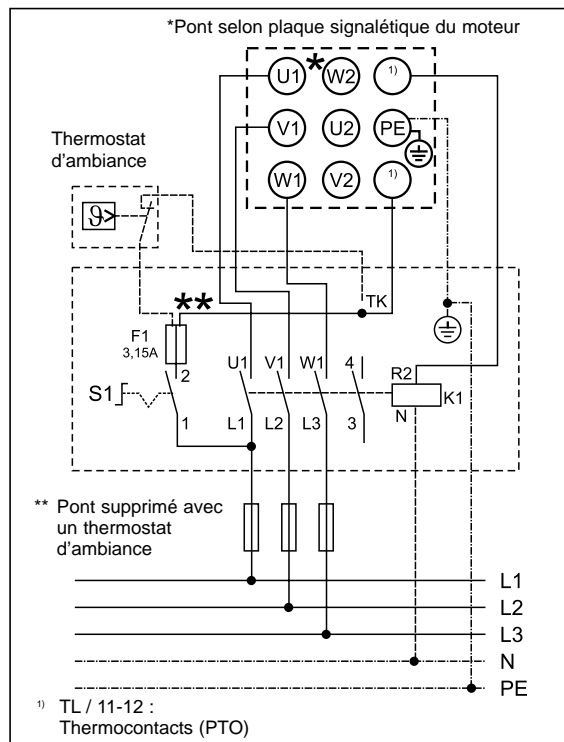 *Pont selon plaque signalétique du moteur
U1 * W2 1)
V1 U2 PE
W1 V2 1)
Thermostat
d'ambiance
ϑ>
**
TK
F1
3,15A
2
U1 V1 W1 4
R2
K1
S1
1 L1 L2 L3 3
N
** Pont supprimé avec
un thermostat
d'ambiance
L1
L2
L3
N
PE
1) TL / 11-12 :
Thermocontacts (PTO)